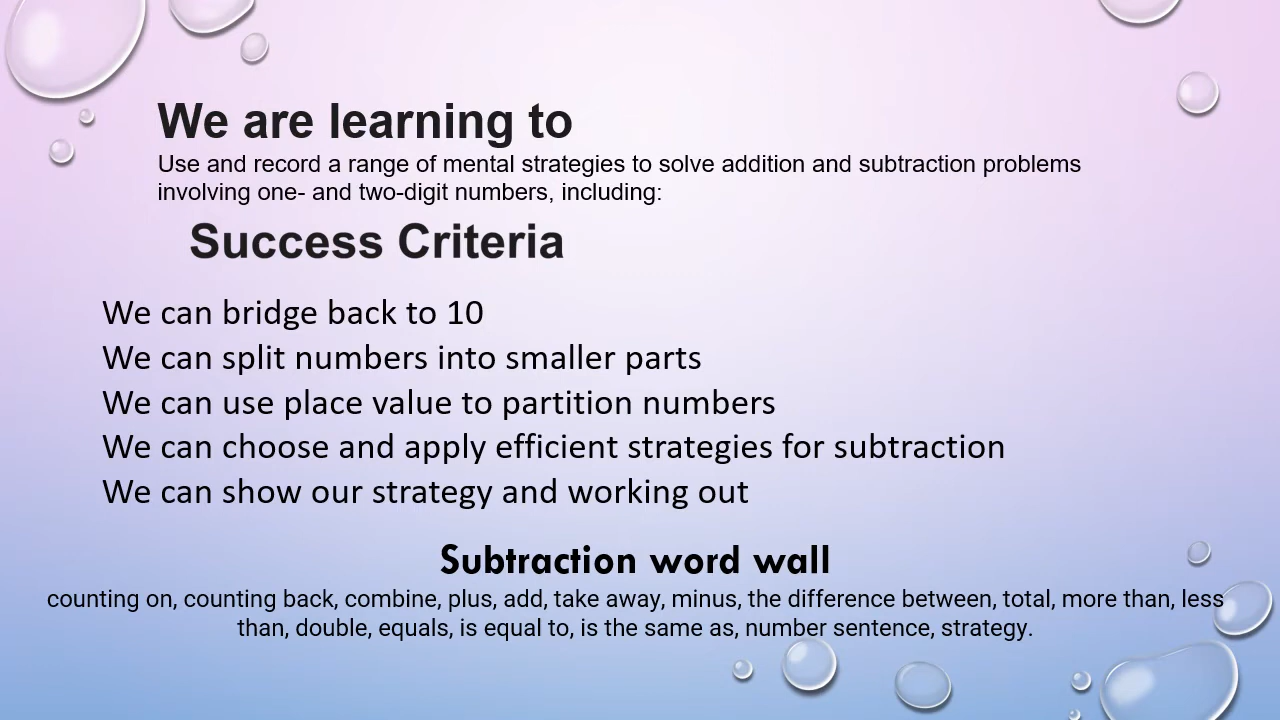 We are learning to
Use and record a range of mental strategies to solve addition and subtraction problems
involving one- and two-digit numbers, including:
Success Criteria
We can bridge back to 10
We can split numbers into smaller parts
We can use place value to partition numbers
We can choose and apply efficient strategies for subtraction
We can show our strategy and working out
Subtraction word wall
counting on, counting back, combine, plus, add, take away, minus, the difference between, total, more than, less
than, double, equals, is equal to, is the same as, number sentence, strategy.